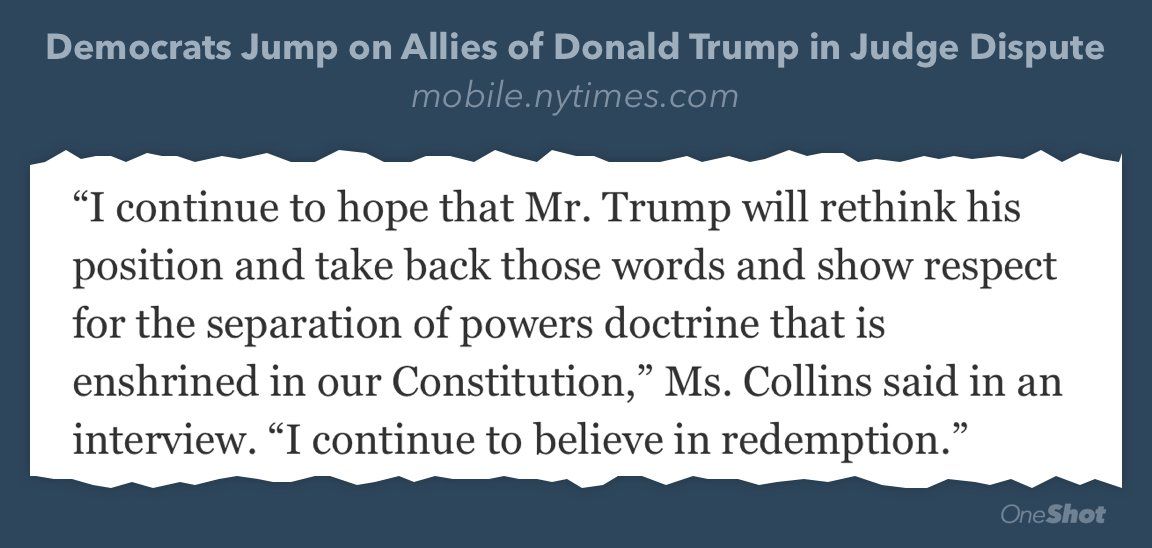 Democrats Jump on Allies of Donald Trump in Judge Dispute
mobile.nytimes.com
“I continue to hope that Mr. Trump will rethink his
position and take back those words and show respect
for the separation of powers doctrine that is
enshrined in our Constitution,” Ms. Collins said in an
interview. “I continue to believe in redemption.”
OneShot